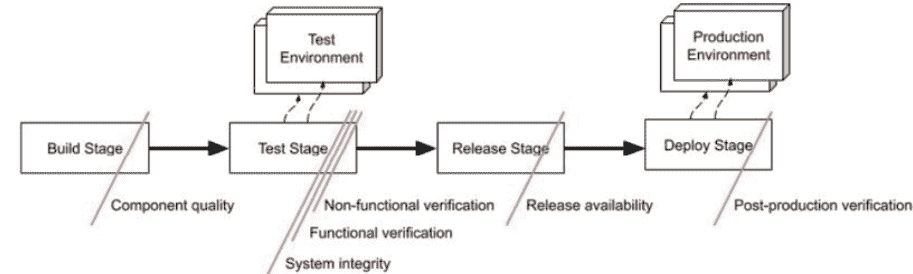 Test
Environment
Production
Environment
Build Stage
Test Stage
Release Stage
Deploy Stage
Component quality
Non-functional verification
Release availability
Post-production verification
Functional verification
System integrity